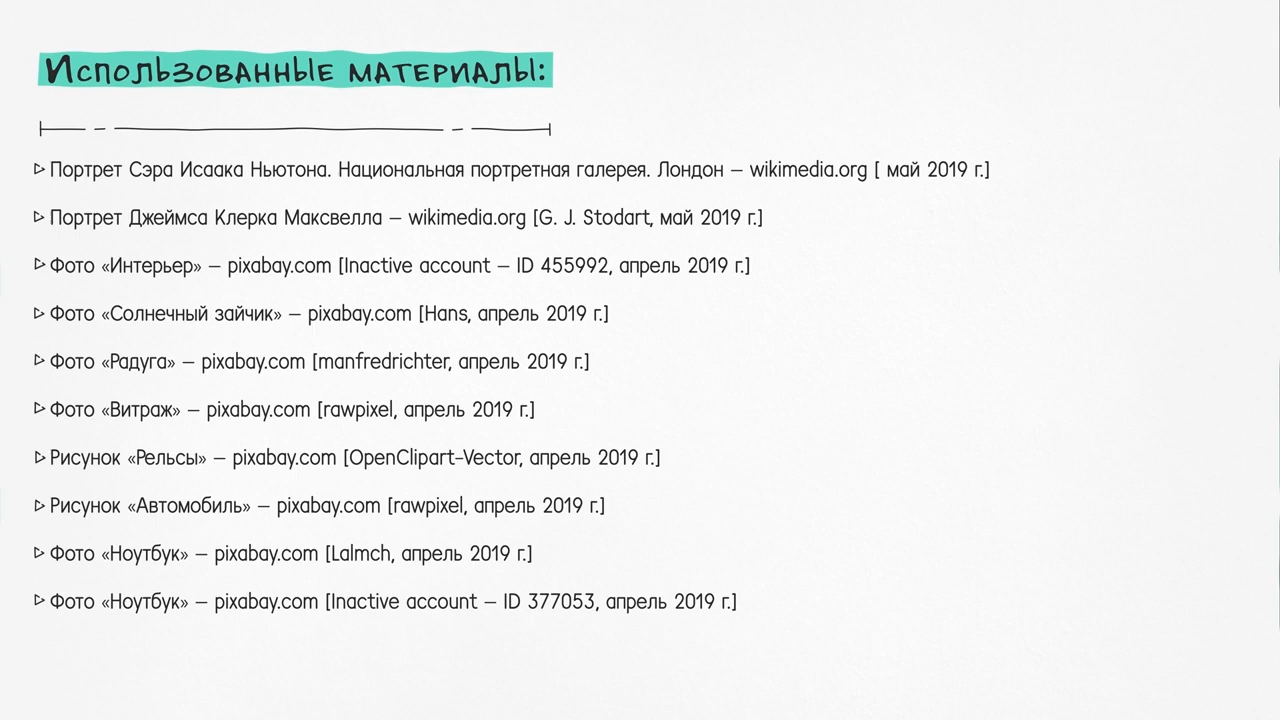 Использованные материалы:
Портрет Сэра Исаака Ньютона. Национальная портретная галерея. Лондон – wikimedia.org [ май 2019 г.]
Портрет Джеймса Клерка Максвелла – wikimedia.org [G. J. Stodart, май 2019 г.]
Фото «Интерьер» – pixabay.com [Inactive account – ID 455992, апрель 2019 г.]
Фото «Солнечный зайчик» – pixabay.com [Hans, апрель 2019 г.]
Фото «Радуга» – pixabay.com [manfredrichter, апрель 2019 г.]
Фото «Витраж» – pixabay.com [rawpixel, апрель 2019 г.]
Рисунок «Рельсы» – pixabay.com [OpenClipart-Vector, апрель 2019 г.]
Рисунок «Автомобиль» – pixabay.com [rawpixel, апрель 2019 г.]
Фото «Ноутбук» – pixabay.com [Lalmch, апрель 2019 г.]
Фото «Ноутбук» – pixabay.com [Inactive account – ID 377053, апрель 2019 г.]